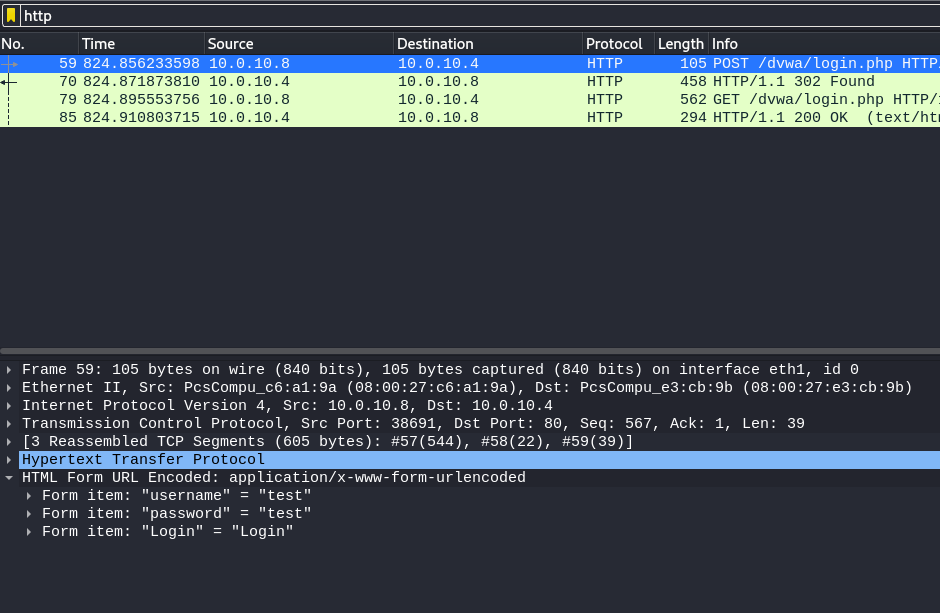 http
No. Time Source Destination Protocol Length Info
59 824.856233598 10.0.10.8 10.0.10.4 HTTP 105 POST /dvwa/login.php HTTP
70 824.871873810 10.0.10.4 10.0.10.8 HTTP 458 HTTP/1.1 302 Found
79 824.895553756 10.0.10.8 10.0.10.4 HTTP 562 GET /dvwa/login.php HTTP/
85 824.910803715 10.0.10.4 10.0.10.8 HTTP 294 HTTP/1.1 200 OK (text/ht
Frame 59: 105 bytes on wire (840 bits), 105 bytes captured (840 bits) on interface eth1, id 0
Ethernet II, Src: PcsCompu_c6:a1:9a (08:00:27:c6:a1:9a), Dst: PcsCompu_e3:cb:9b (08:00:27:e3:cb:9b)
Internet Protocol Version 4, Src: 10.0.10.8, Dst: 10.0.10.4
Transmission Control Protocol, Src Port: 38691, Dst Port: 80, Seq: 567, Ack: 1, Len: 39
[3 Reassembled TCP Segments (605 bytes): #57(544), #58(22), #59(39)]
Hypertext Transfer Protocol
HTML Form URL Encoded: application/x-www-form-urlencoded
Form item: "username" = "test"
Form item: "password" = "test"
Form item: "Login" = "Login"